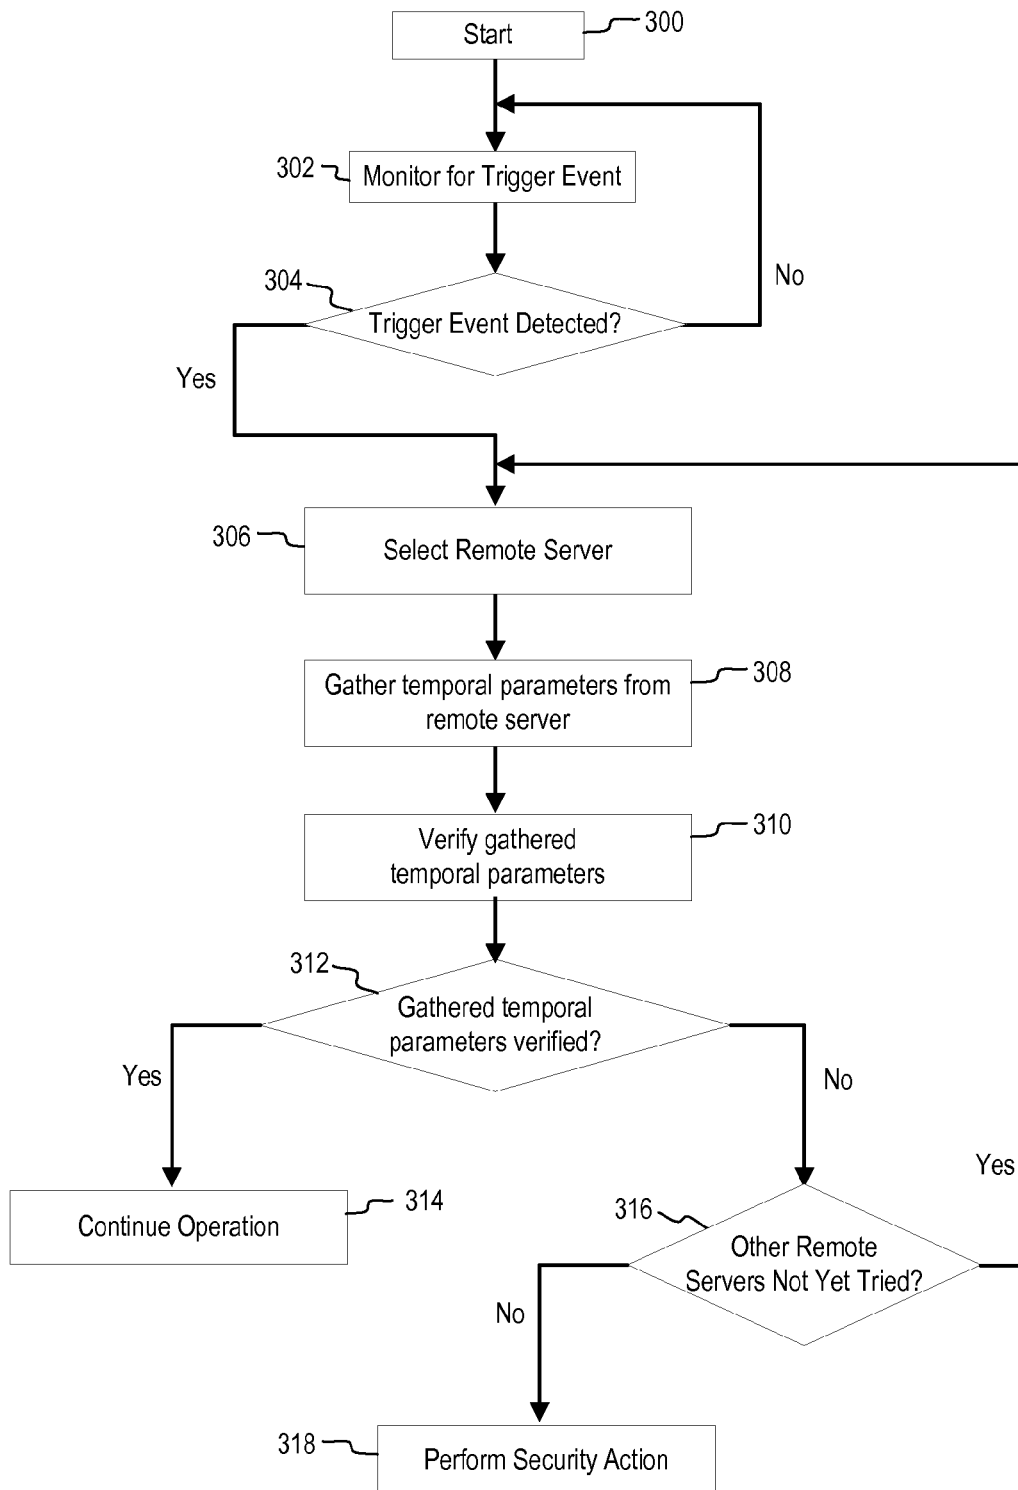 Start
300
302
Monitor for Trigger Event
304
Trigger Event Detected?
No
Yes
306
Select Remote Server
Gather temporal parameters from
remote server
308
Verify gathered
temporal parameters
310
312
Gathered temporal
parameters verified?
Yes
No
Continue Operation
314
316
Other Remote
Servers Not Yet Tried?
Yes
No
318
Perform Security Action